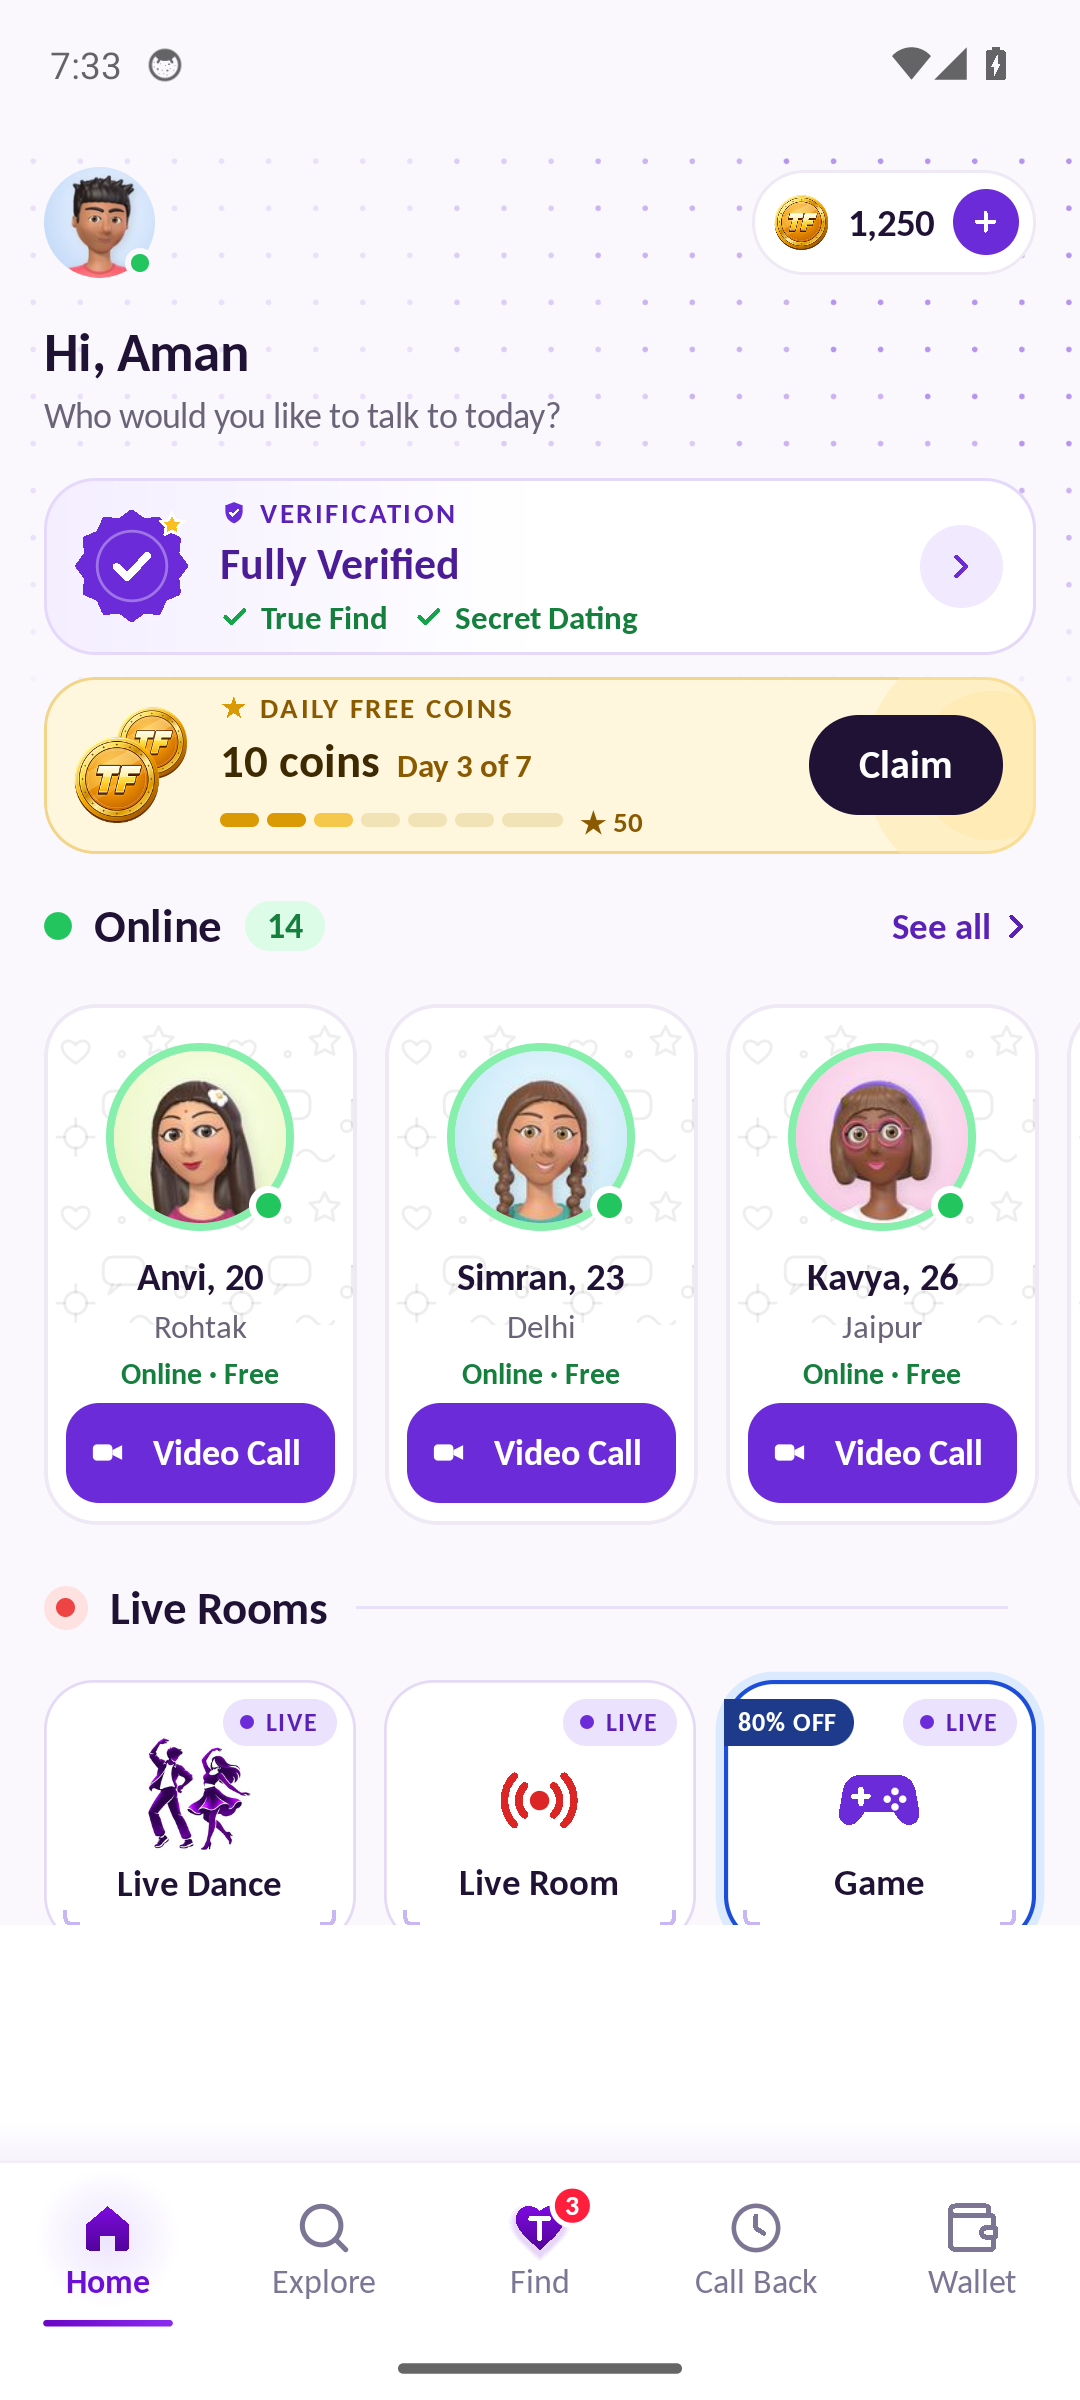 7:33
TF
1,250
Hi, Aman
Who would you like to talk to today?
VERIFICATION
Fully Verified
True Find
Secret Dating
TF
TF
DAILY FREE COINS
10 coins Day 3 of 7
★ 50
Claim
Online 14
See all
Anvi, 20
Rohtak
Online · Free
Video Call
Simran, 23
Delhi
Online · Free
Video Call
Kavya, 26
Jaipur
Online · Free
Video Call
Live Rooms
LIVE
Live Dance
LIVE
Live Room
80% OFF
LIVE
Game
Home
Explore
T
3
Find
Call Back
Wallet